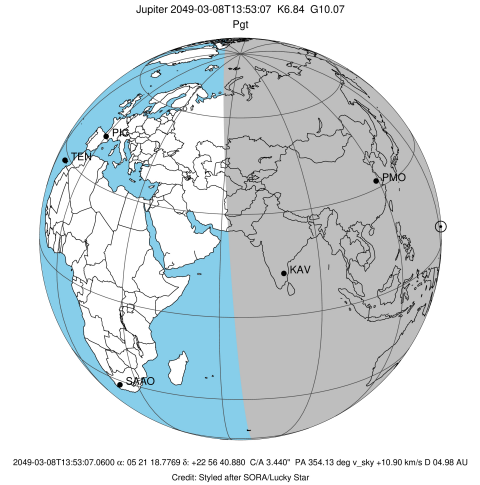 Jupiter 2049-03-08T13:53:07 K6.84 G10.07
Pgt
PIC
TEN
PMO
KAV
SAAO
2049-03-08T13:53:07.0600 α: 05 21 18.7769 δ: +22 56 40.880 C/A 3.440" PA 354.13 deg v_sky +10.90 km/s D 04.98 AU
Credit: Styled after SORA/Lucky Star